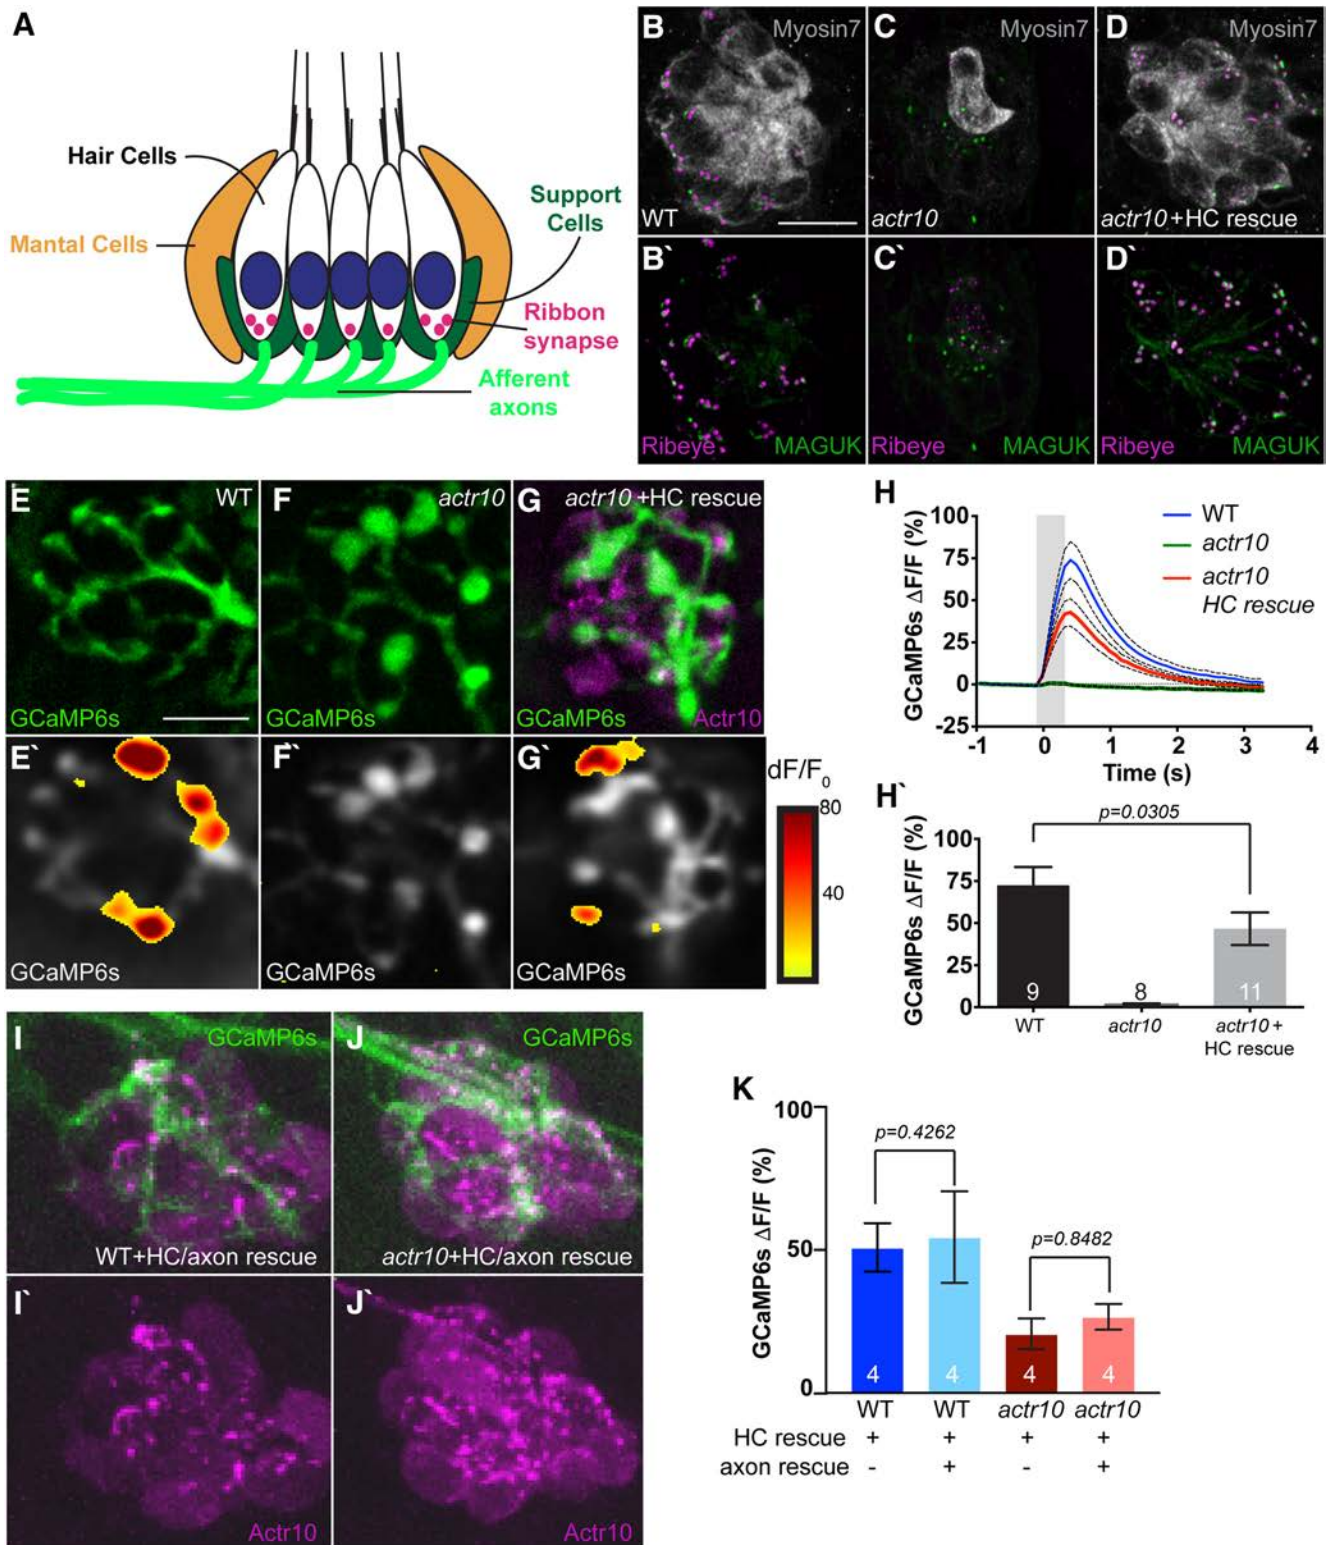 A
Hair Cells
Mantal Cells
Support
Cells
Ribbon
synapse
Afferent
axons
B
Myosin7
WT
C
Myosin7
actr10
D
Myosin7
actr10+HC rescue
B`
Ribeye
MAGUK
C`
Ribeye
MAGUK
D`
Ribeye
MAGUK
E
WT
GCaMP6s
F
actr10
GCaMP6s
G
actr10 +HC rescue
GCaMP6s
Actr10
E`
GCaMP6s
F`
GCaMP6s
G`
GCaMP6s
dF/F0
80
40
H
GCaMP6s ΔF/F (%)
100
75
50
25
0
-25
-1
0
1
2
3
4
Time (s)
WT
actr10
actr10
HC rescue
H`
GCaMP6s ΔF/F (%)
100
75
50
25
0
p=0.0305
9
8
11
WT
actr10
actr10 +
HC rescue
I
GCaMP6s
WT+HC/axon rescue
J
GCaMP6s
actr10+HC/axon rescue
I`
Actr10
J`
Actr10
K
GCaMP6s ΔF/F (%)
100
50
0
p=0.4262
p=0.8482
4
4
4
4
WT
WT
actr10
actr10
HC rescue + + + +
axon rescue - + - +